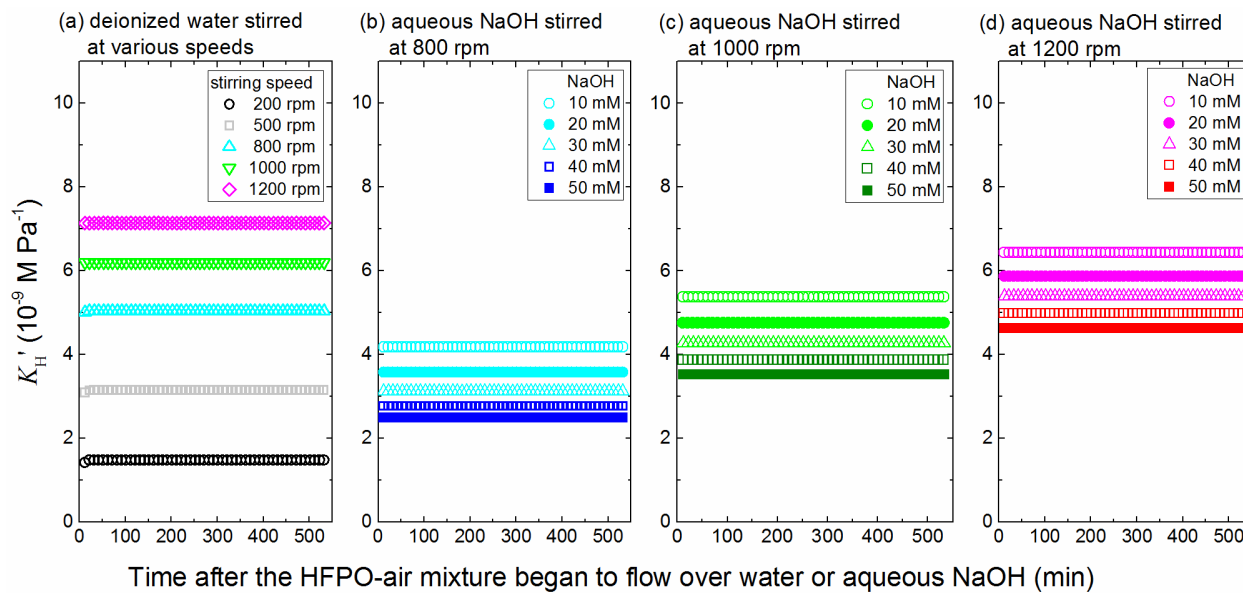 (a) deionized water stirred
at various speeds
stirring speed
200 rpm
500 rpm
800 rpm
1000 rpm
1200 rpm
(b) aqueous NaOH stirred
at 800 rpm
NaOH
10 mM
20 mM
30 mM
40 mM
50 mM
(c) aqueous NaOH stirred
at 1000 rpm
NaOH
10 mM
20 mM
30 mM
40 mM
50 mM
(d) aqueous NaOH stirred
at 1200 rpm
NaOH
10 mM
20 mM
30 mM
40 mM
50 mM
K_H' (10⁻⁹ M Pa⁻¹)
10
8
6
4
2
0
0 100 200 300 400 500
10
8
6
4
2
0
0 100 200 300 400 500
10
8
6
4
2
0
0 100 200 300 400 500
10
8
6
4
2
0
0 100 200 300 400 500
Time after the HFPO-air mixture began to flow over water or aqueous NaOH (min)